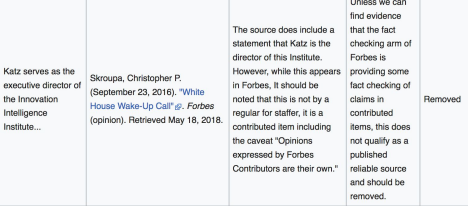 Katz serves as the
executive director of
the Innovation
Intelligence
Institute...
Skroupa, Christopher P.
(September 23, 2016). "White
House Wake-Up Call". Forbes
(opinion). Retrieved May 18, 2018.
The source does include a
statement that Katz is the
director of this Institute.
However, while this appears
in Forbes, It should be
noted that this is not by a
regular for staffer, it is a
contributed item including
the caveat "Opinions
expressed by Forbes
Contributors are their own."
Unless we can
find evidence
that the fact
checking arm of
Forbes is
providing some
fact checking of
claims in
contributed
items, this does
not qualify as a
published
reliable source
and should be
removed.
Removed